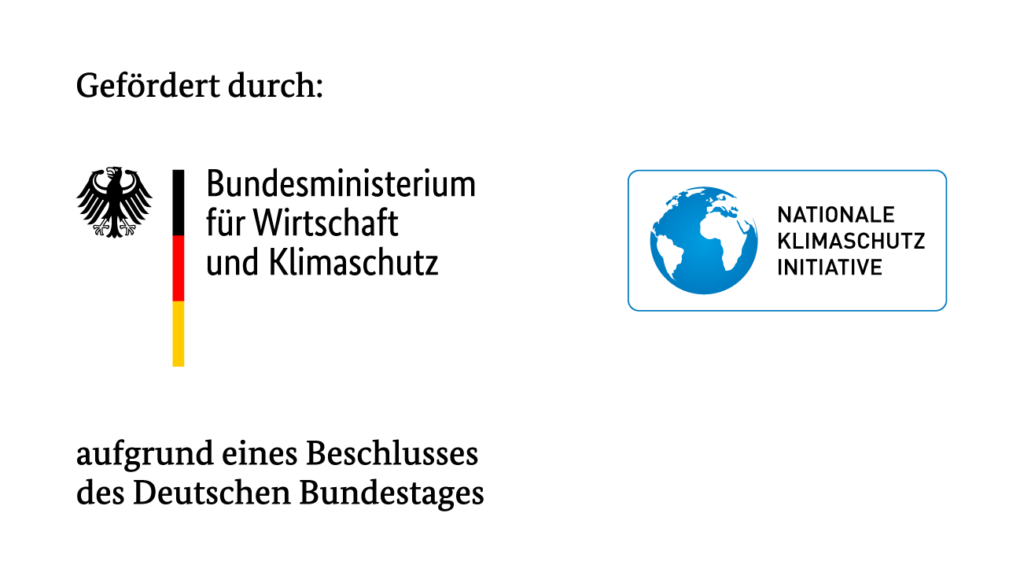 Gefördert durch:
Bundesministerium
für Wirtschaft
und Klimaschutz
NATIONALE
KLIMASCHUTZ
INITIATIVE
aufgrund eines Beschlusses
des Deutschen Bundestages